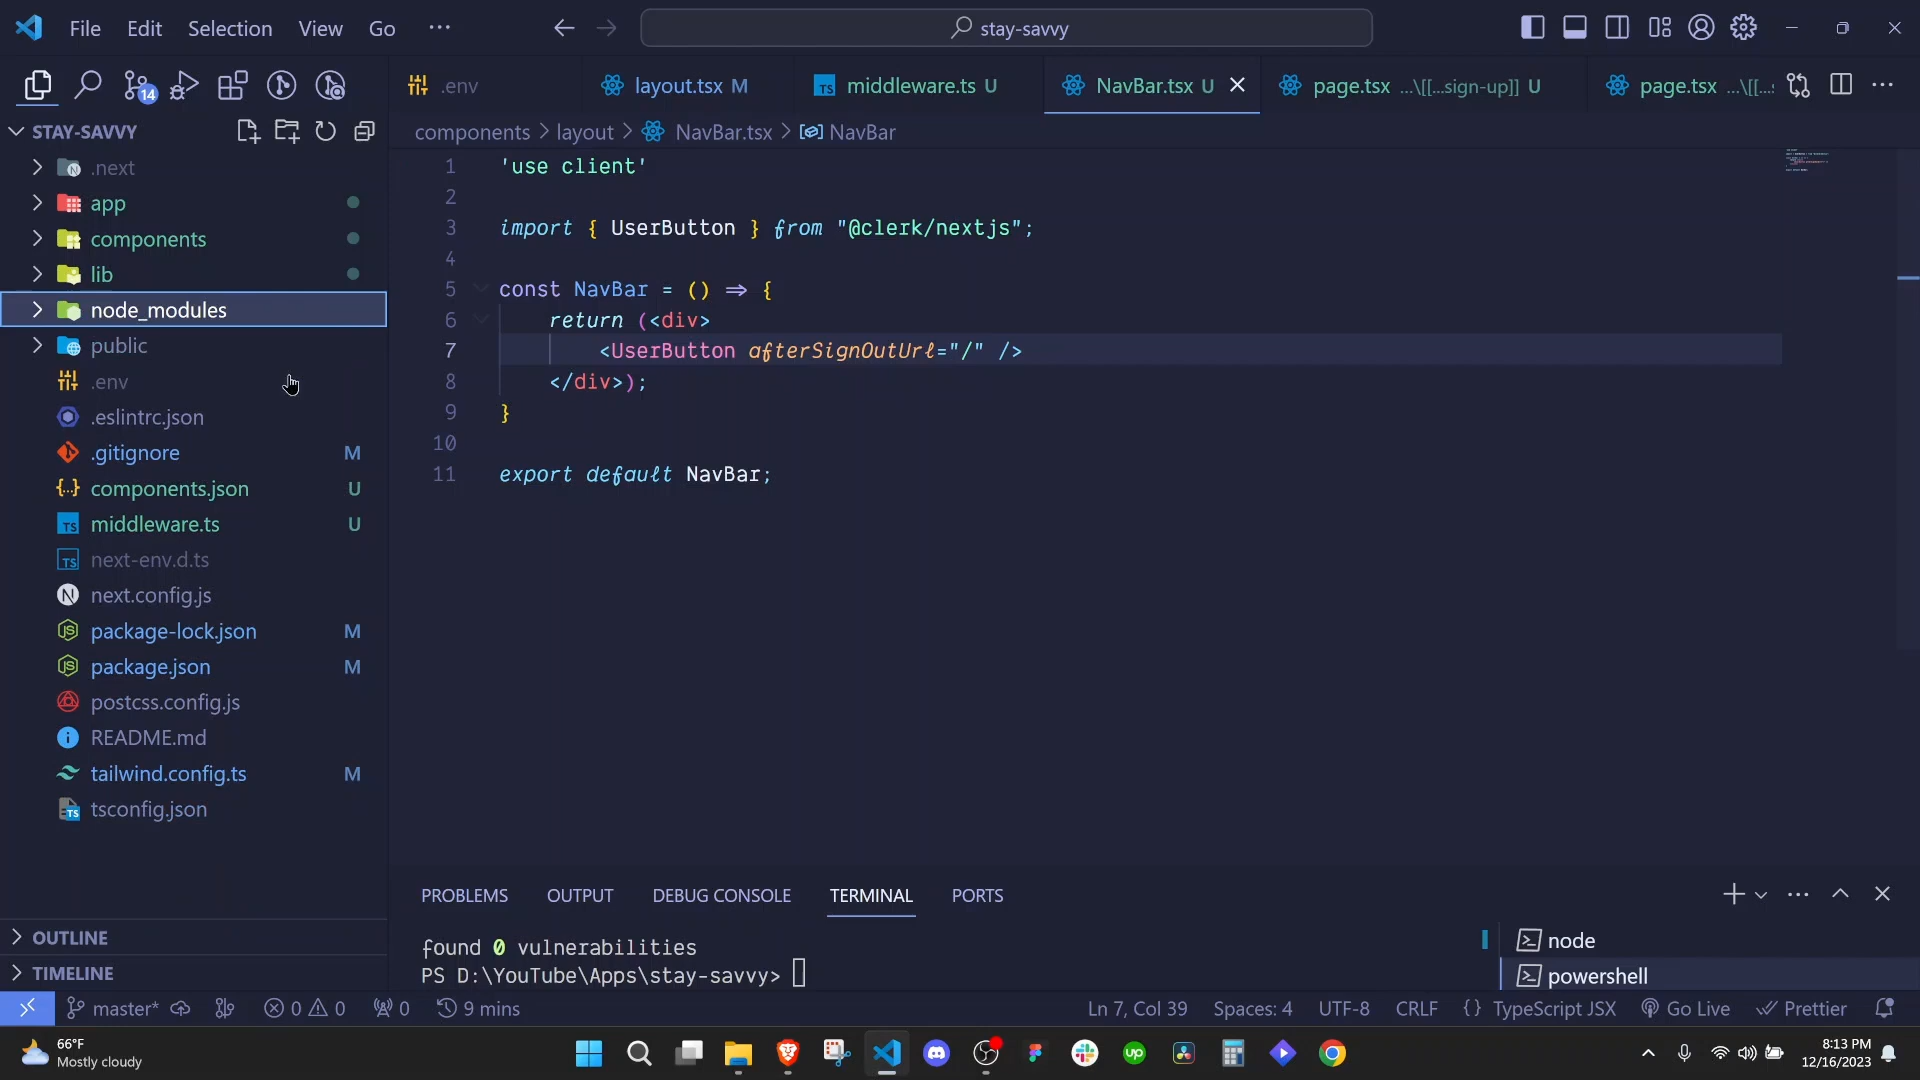 File Edit Selection View Go ··· stay-savvy
14
.env layout.tsx M middleware.ts U NavBar.tsx U page.tsx ...\[[...sign-up]] U page.tsx ...\[[...
STAY-SAVVY
components > layout > NavBar.tsx > NavBar
.next
app
components
lib
node_modules
public
.env
.eslintrc.json
.gitignore M
components.json U
middleware.ts U
next-env.d.ts
next.config.js
package-lock.json M
package.json M
postcss.config.js
README.md
tailwind.config.ts M
tsconfig.json
OUTLINE
TIMELINE
1 'use client'
2
3 import { UserButton } from "@clerk/nextjs";
4
5 const NavBar = () => {
6 return (<div>
7 <UserButton afterSignOutUrl="/" />
8 </div>);
9 }
10
11 export default NavBar;
PROBLEMS OUTPUT DEBUG CONSOLE TERMINAL PORTS
found 0 vulnerabilities
PS D:\YouTube\Apps\stay-savvy>
node
powershell
master* 0 0 0 9 mins Ln 7, Col 39 Spaces: 4 UTF-8 CRLF {} TypeScript JSX Go Live Prettier
66°F
Mostly cloudy
8:13 PM
12/16/2023